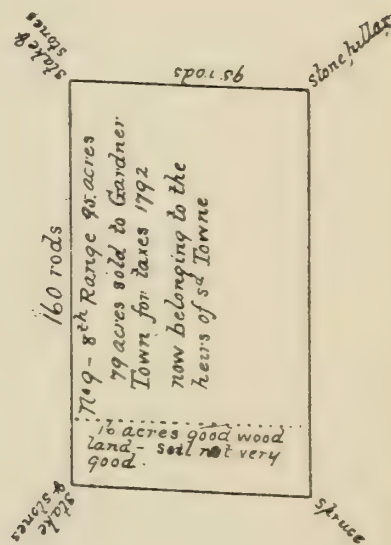 stake &
stones
95 rods
stone pillar
160 rods
No 9 - 8th Range 95 acres
79 acres sold to Gardner
Town for taxes 1792
now belonging to the
heirs of sd Towne
16 acres good wood
land - soil not very
good.
stake
& stones
spruse